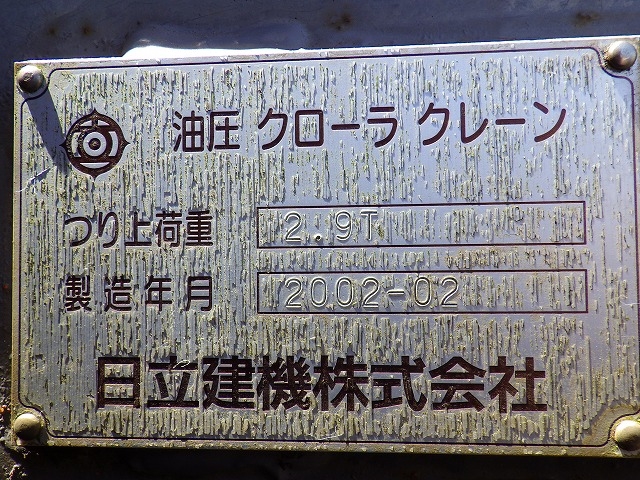 油圧 クローラ クレーン
つり上荷重 2.9T
製造年月 2002-02
日立建機株式会社